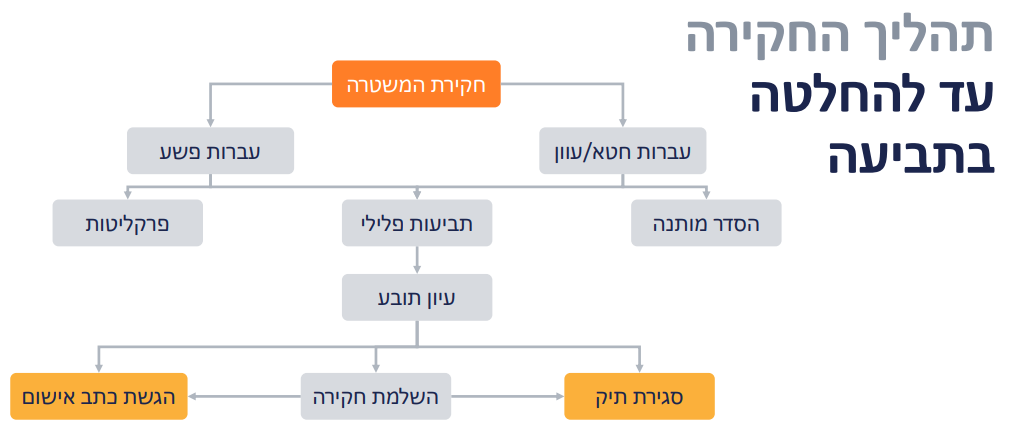 תהליך החקירה
עד להחלטה
בתביעה
חקירת המשטרה
עברות חטא/עוון
עברות פשע
הסדר מותנה
תביעות פלילי
פרקליטות
עיון תובע
סגירת תיק
השלמת חקירה
הגשת כתב אישום